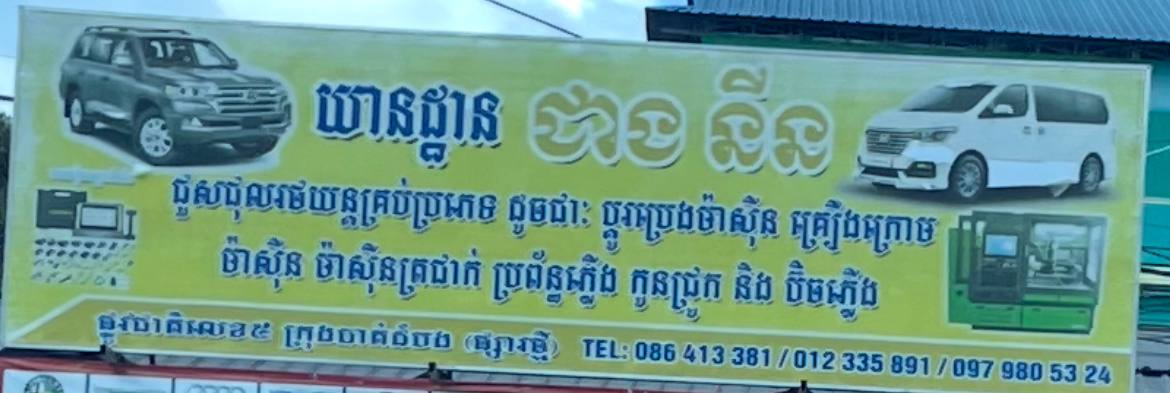 យានដ្ឋាន ជាង នីន
ជួសជុលរថយន្តគ្រប់ប្រភេទ ដូចជា: ប្តូរប្រេងម៉ាស៊ីន គ្រឿងក្រោម
ម៉ាស៊ីន ម៉ាស៊ីនត្រជាក់ ប្រព័ន្ធភ្លើង កូនជ្រូក និង ប៊ិចភ្លើង
ផ្លូវជាតិលេខ៥ ក្រុងបាត់ដំបង (ផ្សារថ្មី) TEL: 086 413 381 / 012 335 891 / 097 980 53 24